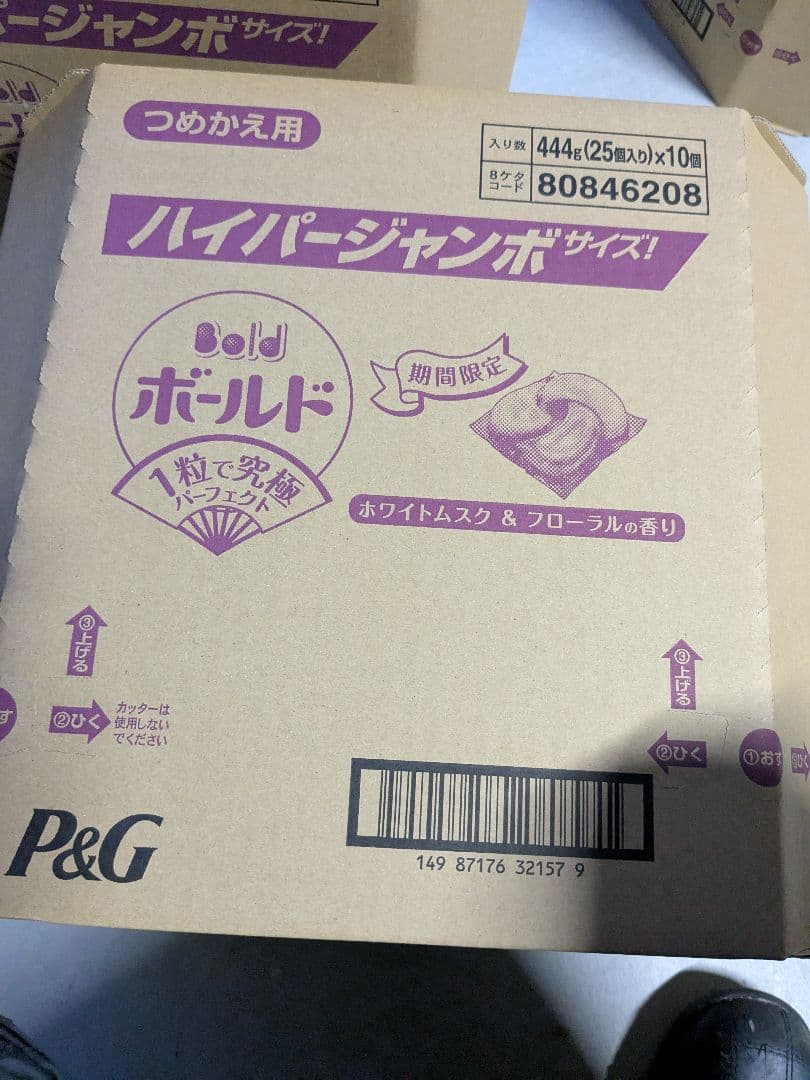 パージャンボサイズ!
つめかえ用
入り数 444g(25個入り)×10個
8ケタコード 80846208
ハイパージャンボサイズ!
Bold
ボールド
1粒で究極
パーフェクト
期間限定
ホワイトムスク & フローラルの香り
③上げる
②ひく
カッターは
使用しない
でください
③上げる
②ひく
①おす
P&G
149 87176 32157 9